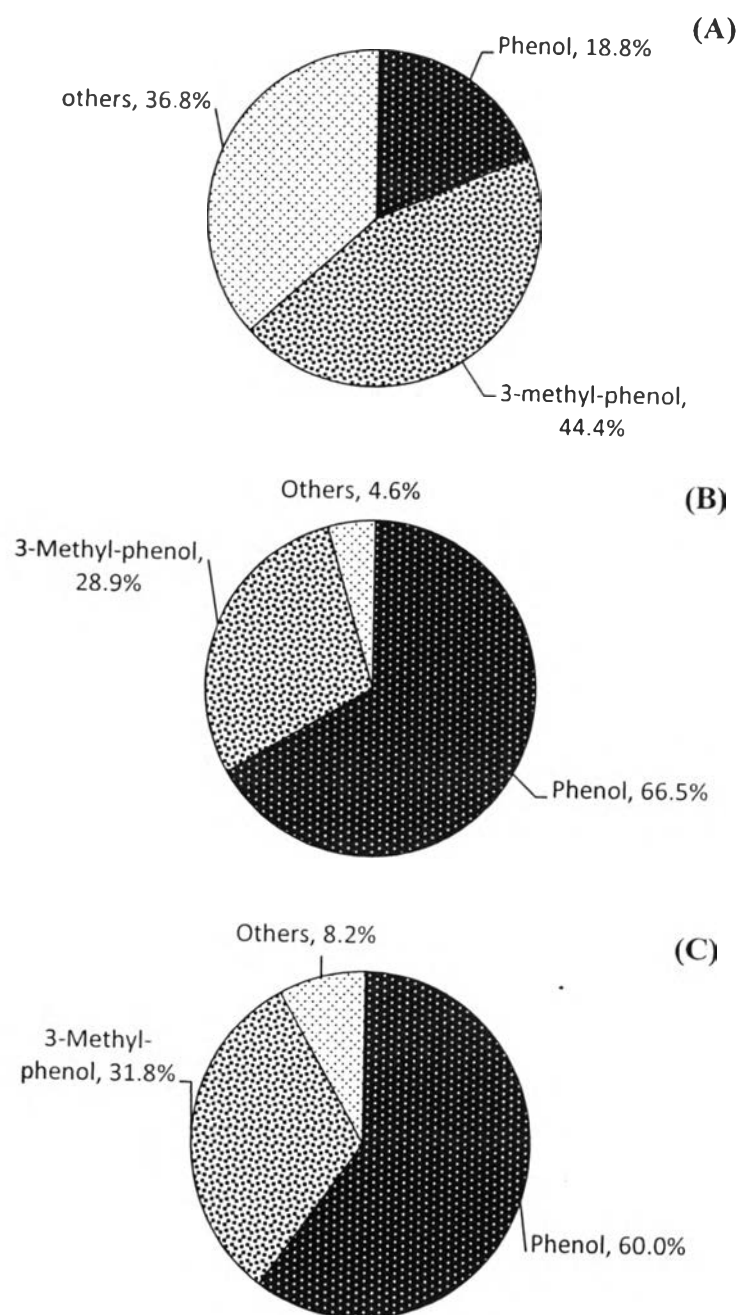 (A)
Phenol, 18.8%
others, 36.8%
3-methyl-phenol,
44.4%
(B)
Others, 4.6%
3-Methyl-phenol,
28.9%
Phenol, 66.5%
(C)
Others, 8.2%
3-Methyl-
phenol, 31.8%
Phenol, 60.0%